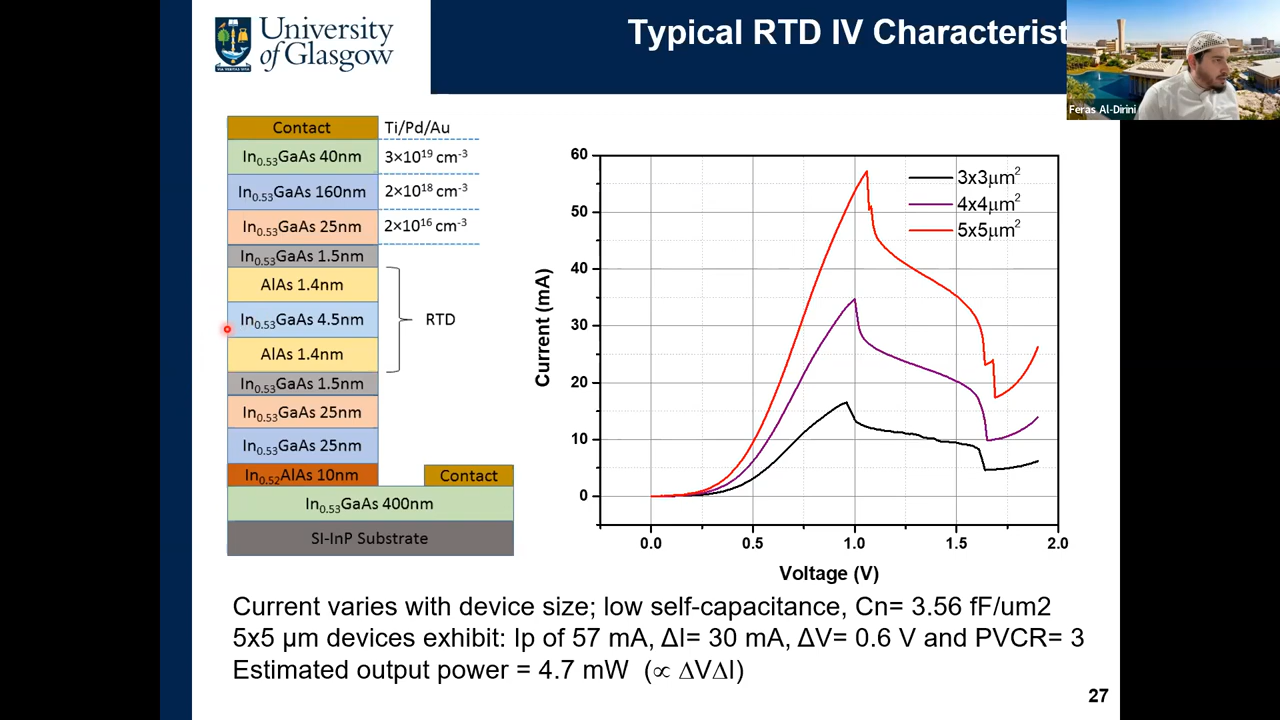 University
of Glasgow
VIA VERITAS VITA
Typical RTD IV Characterist
Feras Al-Dirini
Contact Ti/Pd/Au
In0.53GaAs 40nm 3×10¹⁹ cm⁻³
In0.53GaAs 160nm 2×10¹⁸ cm⁻³
In0.53GaAs 25nm 2×10¹⁶ cm⁻³
In0.53GaAs 1.5nm
AlAs 1.4nm
In0.53GaAs 4.5nm RTD
AlAs 1.4nm
In0.53GaAs 1.5nm
In0.53GaAs 25nm
In0.53GaAs 25nm
In0.52AlAs 10nm Contact
In0.53GaAs 400nm
SI-InP Substrate
Current (mA)
60
50
40
30
20
10
0
3x3μm²
4x4μm²
5x5μm²
0.0 0.5 1.0 1.5 2.0
Voltage (V)
Current varies with device size; low self-capacitance, Cn= 3.56 fF/um2
5x5 μm devices exhibit: Ip of 57 mA, ΔI= 30 mA, ΔV= 0.6 V and PVCR= 3
Estimated output power = 4.7 mW (∝ ΔVΔI)
27